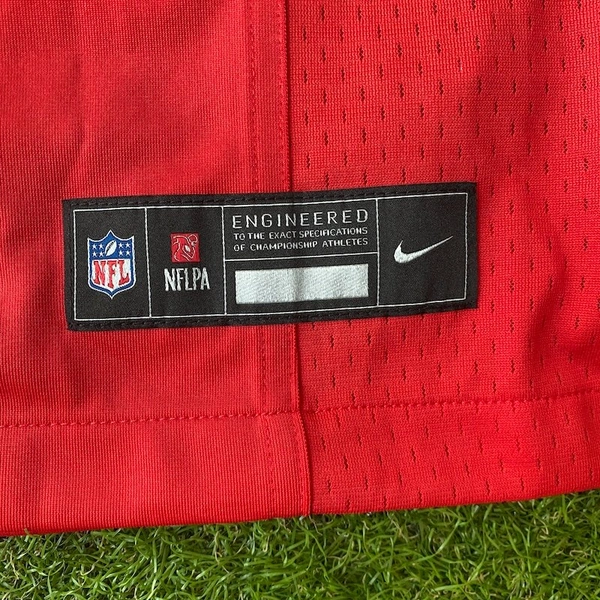 NFL
NFLPA
ENGINEERED
TO THE EXACT SPECIFICATIONS
OF CHAMPIONSHIP ATHLETES